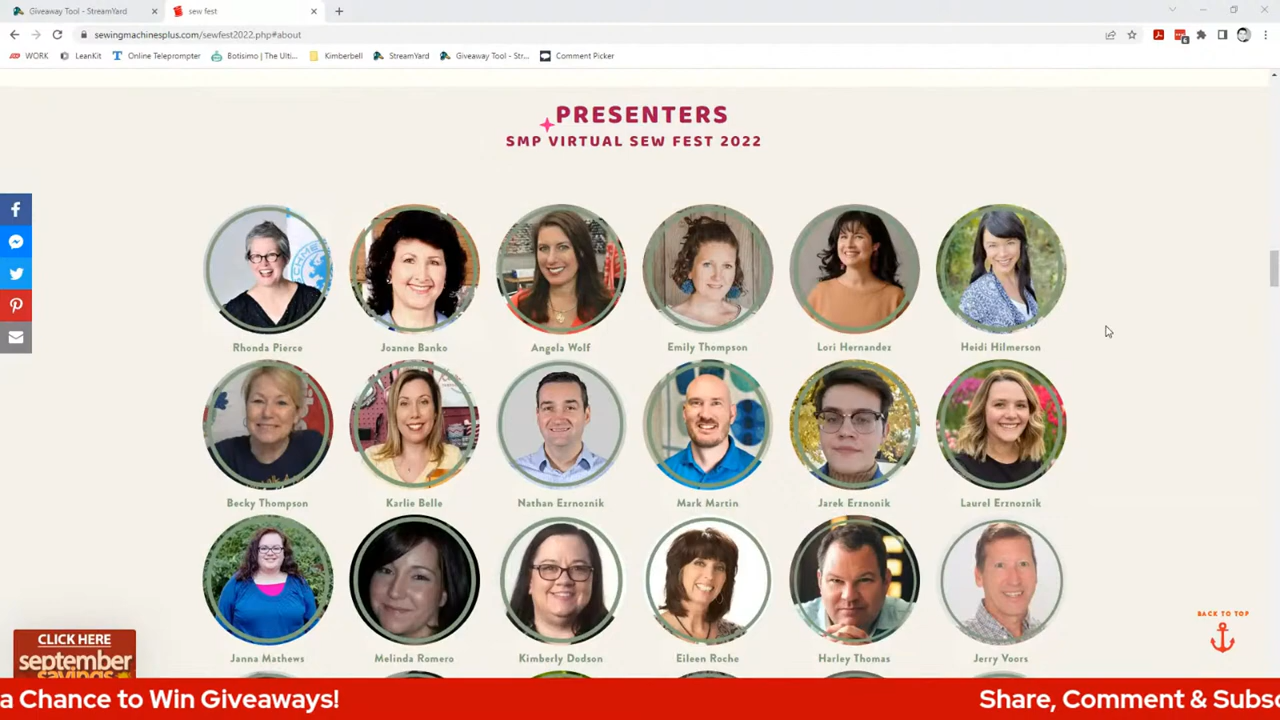 Giveaway Tool - StreamYard
sew fest
sewingmachinesplus.com/sewfest2022.php#about
WORK
LeanKit
Online Teleprompter
Botisimo | The Ulti...
Kimberbell
StreamYard
Giveaway Tool - Str...
Comment Picker
PRESENTERS
SMP VIRTUAL SEW FEST 2022
Rhonda Pierce
Joanne Banko
Angela Wolf
Emily Thompson
Lori Hernandez
Heidi Hilmerson
Becky Thompson
Karlie Belle
Nathan Ezrnoznik
Mark Martin
Jarek Erznonik
Laurel Erznoznik
Janna Mathews
Melinda Romero
Kimberly Dodson
Eileen Roche
Harley Thomas
Jerry Voors
BACK TO TOP
CLICK HERE
september
savings
a Chance to Win Giveaways!
Share, Comment & Subsc